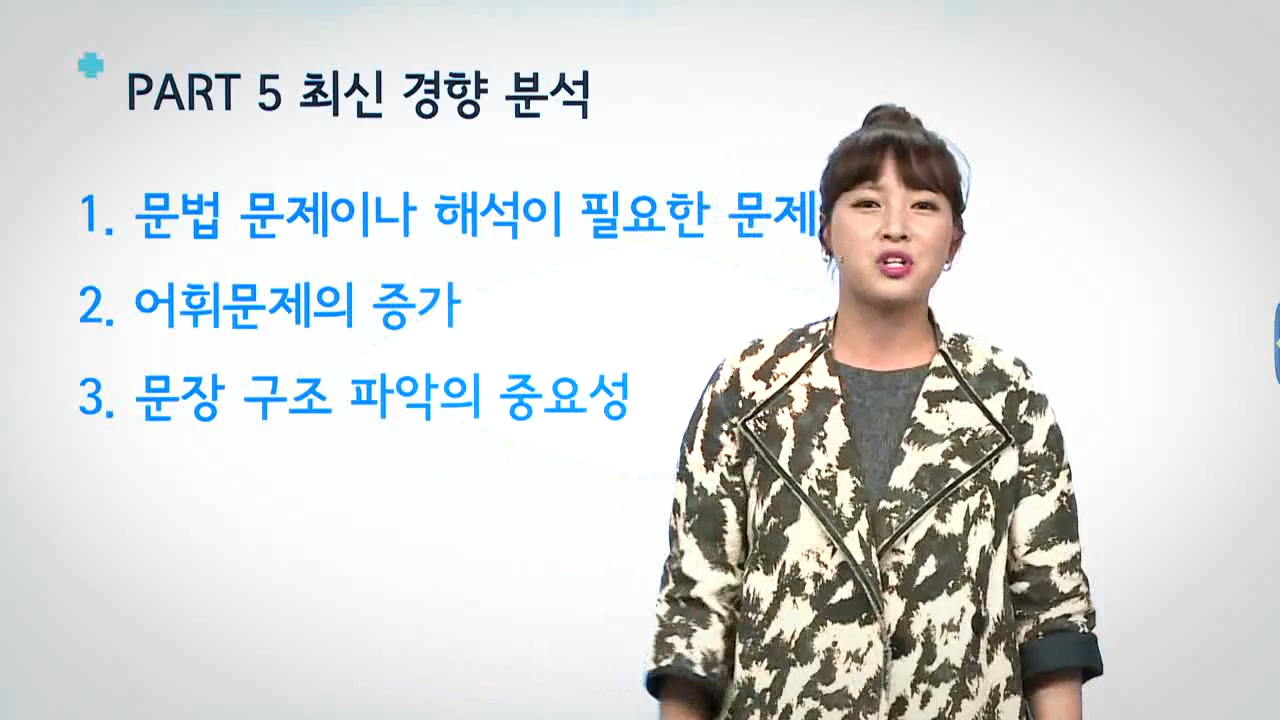 PART 5 최신 경향 분석
1. 문법 문제이나 해석이 필요한 문제
2. 어휘문제의 증가
3. 문장 구조 파악의 중요성